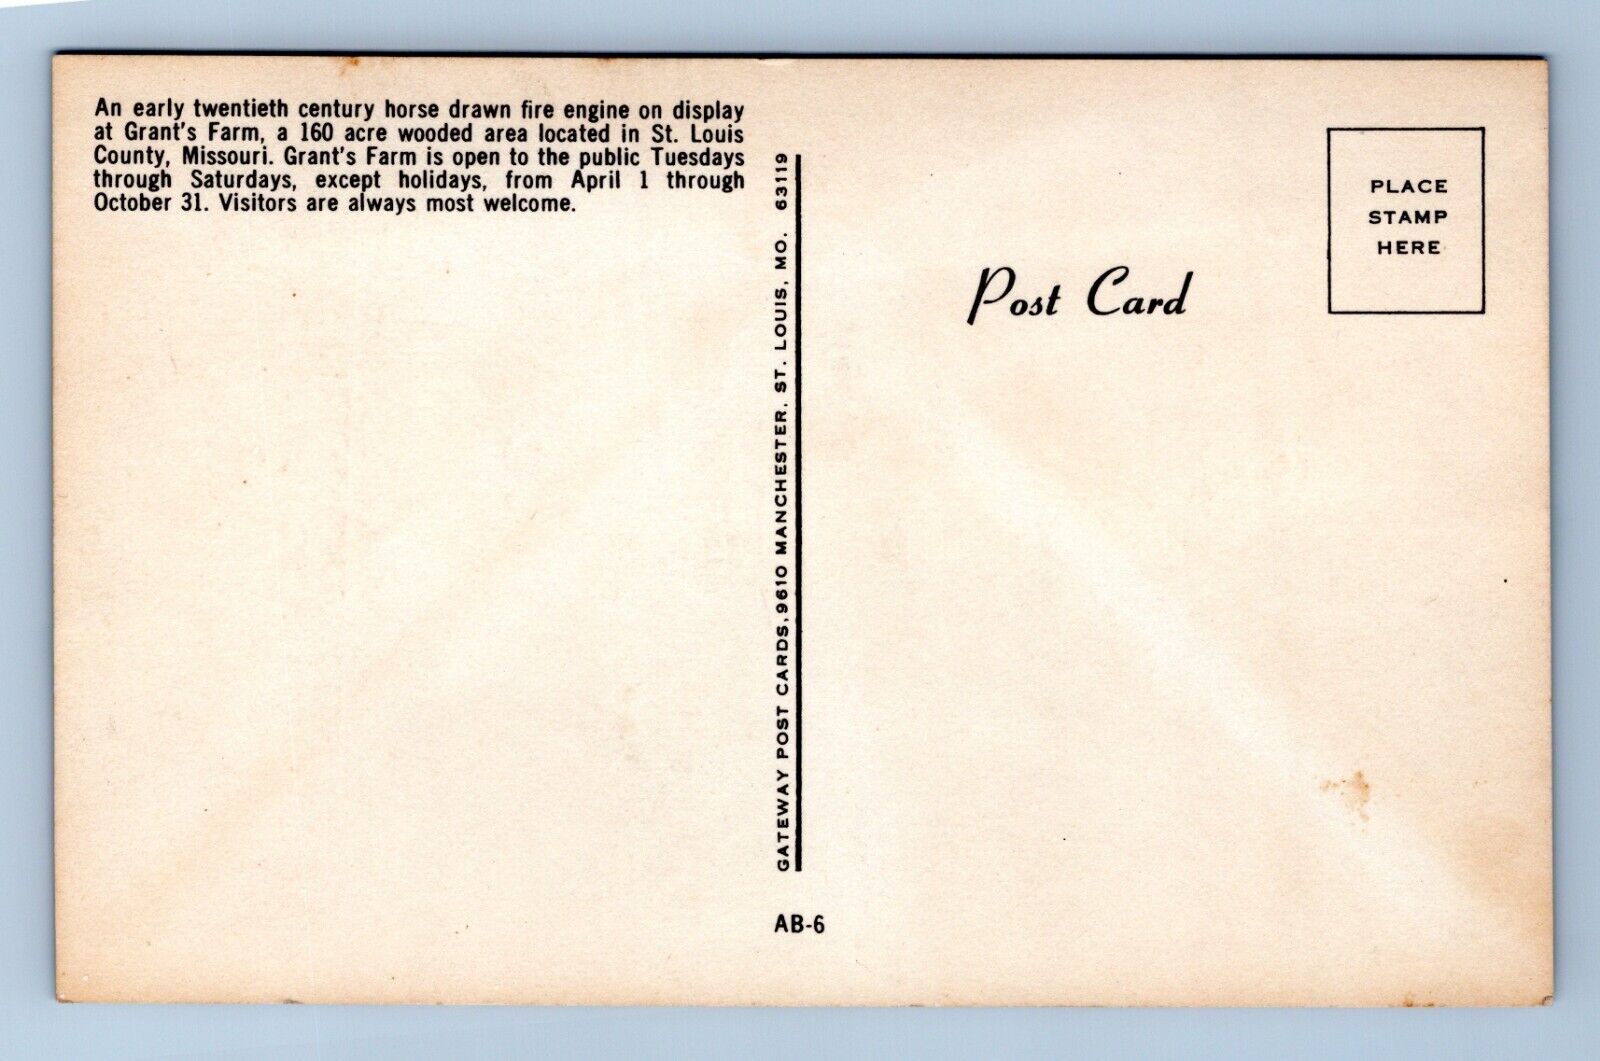 An early twentieth century horse drawn fire engine on display
at Grant's Farm, a 160 acre wooded area located in St. Louis
County, Missouri. Grant's Farm is open to the public Tuesdays
through Saturdays, except holidays, from April 1 through
October 31. Visitors are always most welcome.
GATEWAY POST CARDS, 9610 MANCHESTER, ST. LOUIS, MO. 63119
AB-6
Post Card
PLACE
STAMP
HERE